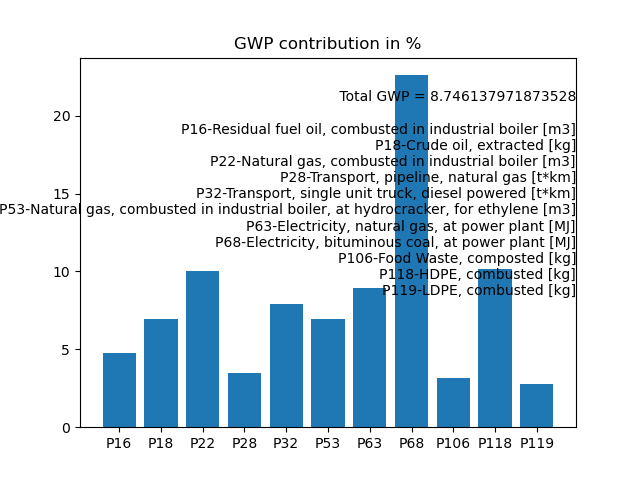 GWP contribution in %
Total GWP = 8.746137971873528
P16-Residual fuel oil, combusted in industrial boiler [m3]
P18-Crude oil, extracted [kg]
P22-Natural gas, combusted in industrial boiler [m3]
P28-Transport, pipeline, natural gas [t*km]
P32-Transport, single unit truck, diesel powered [t*km]
P53-Natural gas, combusted in industrial boiler, at hydrocracker, for ethylene [m3]
P63-Electricity, natural gas, at power plant [MJ]
P68-Electricity, bituminous coal, at power plant [MJ]
P106-Food Waste, composted [kg]
P118-HDPE, combusted [kg]
P119-LDPE, combusted [kg]
20
15
10
5
0
P16 P18 P22 P28 P32 P53 P63 P68 P106 P118 P119